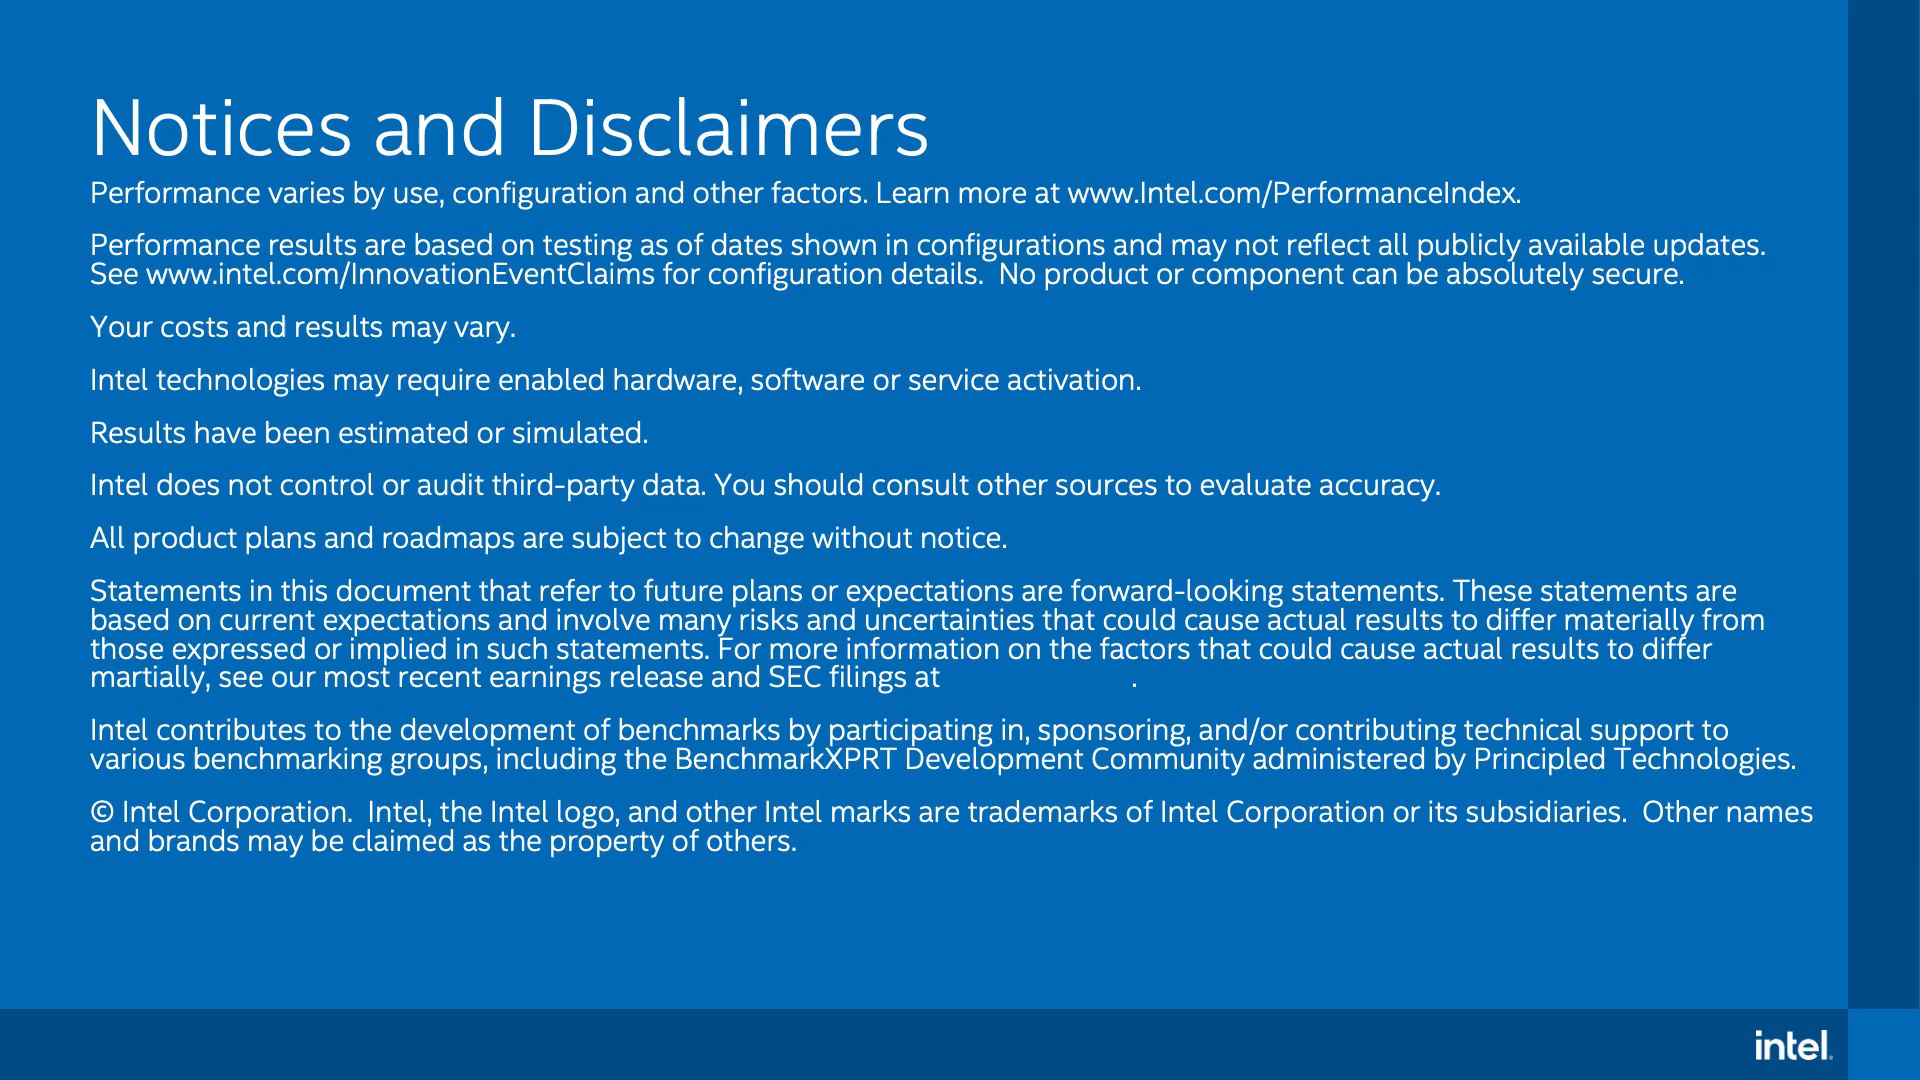 Notices and Disclaimers
Performance varies by use, configuration and other factors. Learn more at www.Intel.com/PerformanceIndex.
Performance results are based on testing as of dates shown in configurations and may not reflect all publicly available updates.
See www.intel.com/InnovationEventClaims for configuration details.  No product or component can be absolutely secure.
Your costs and results may vary.
Intel technologies may require enabled hardware, software or service activation.
Results have been estimated or simulated.
Intel does not control or audit third-party data. You should consult other sources to evaluate accuracy.
All product plans and roadmaps are subject to change without notice.
Statements in this document that refer to future plans or expectations are forward-looking statements. These statements are
based on current expectations and involve many risks and uncertainties that could cause actual results to differ materially from
those expressed or implied in such statements. For more information on the factors that could cause actual results to differ
martially, see our most recent earnings release and SEC filings at .
Intel contributes to the development of benchmarks by participating in, sponsoring, and/or contributing technical support to
various benchmarking groups, including the BenchmarkXPRT Development Community administered by Principled Technologies.
© Intel Corporation.  Intel, the Intel logo, and other Intel marks are trademarks of Intel Corporation or its subsidiaries.  Other names
and brands may be claimed as the property of others.
intel.